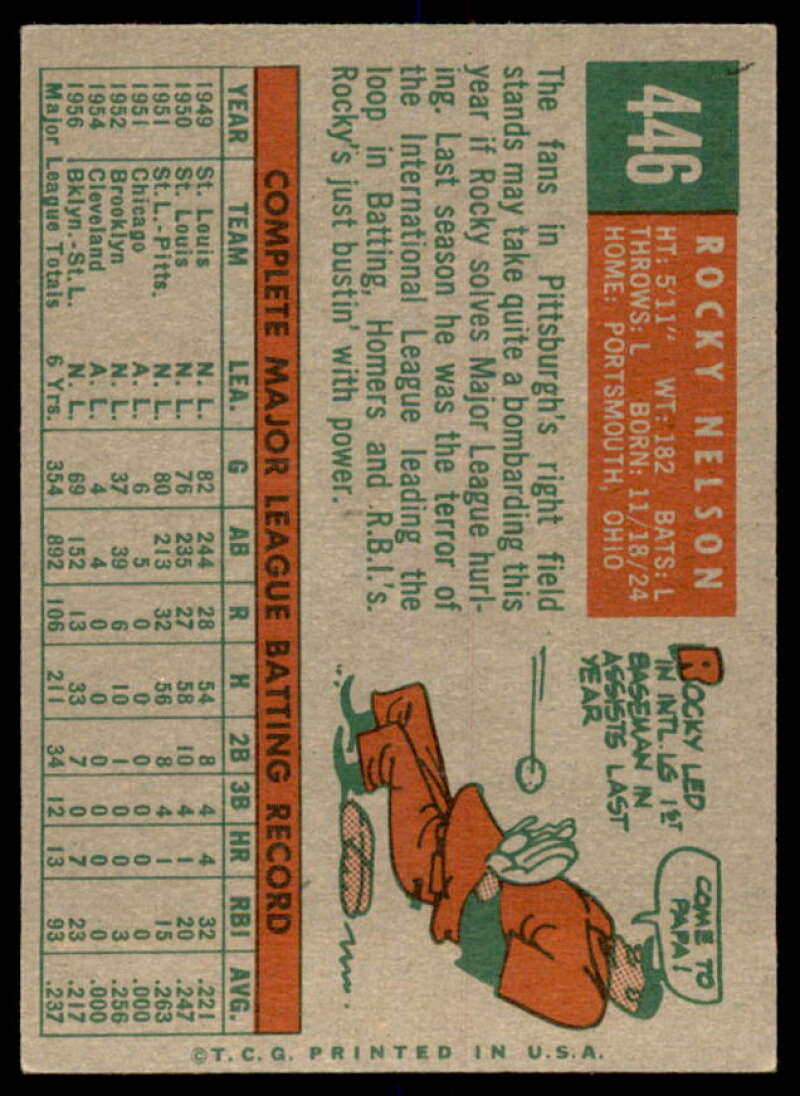 446
ROCKY NELSON
HT: 5'11" WT: 182 BATS: L
THROWS: L BORN: 11/18/24
HOME: PORTSMOUTH, OHIO
The fans in Pittsburgh's right field
stands may take quite a bombarding this
year if Rocky solves Major League hurl-
ing. Last season he was the terror of
the International League leading the
loop in Batting, Homers and R.B.I.'s.
Rocky's just bustin' with power.
ROCKY LED
IN INTL. LG 1ST
BASEMAN IN
ASSISTS LAST
YEAR
COME TO
PAPA!
COMPLETE MAJOR LEAGUE BATTING RECORD
YEAR TEAM LEA. G AB R H 2B 3B HR RBI AVG.
1949 St. Louis N. L. 82 244 28 54 8 4 4 32 .221
1950 St. Louis N. L. 76 235 27 58 10 4 1 20 .247
1951 St. L.-Pitts. N. L. 80 213 32 56 8 4 1 15 .263
1951 Chicago A. L. 6 5 0 0 0 0 0 0 .000
1952 Brooklyn N. L. 37 39 6 10 1 0 0 3 .256
1954 Cleveland A. L. 4 4 0 0 0 0 0 0 .000
1956 Bklyn.-St. L. N. L. 69 152 13 33 7 0 7 23 .217
Major League Totals 6 Yrs. 354 892 106 211 34 12 13 93 .237
©T.C.G. PRINTED IN U.S.A.